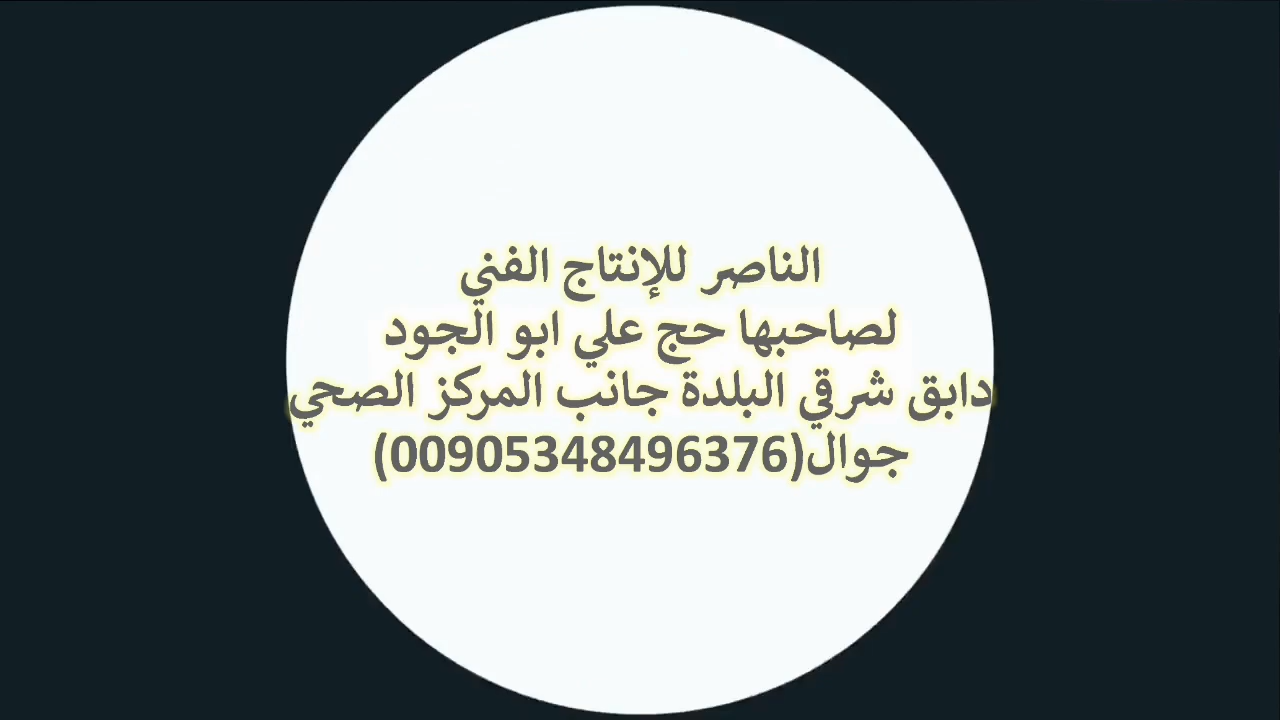 الناصر للإنتاج الفني
لصاحبها حج علي ابو الجود
دابق شرقي البلدة جانب المركز الصحي
جوال(00905348496376)